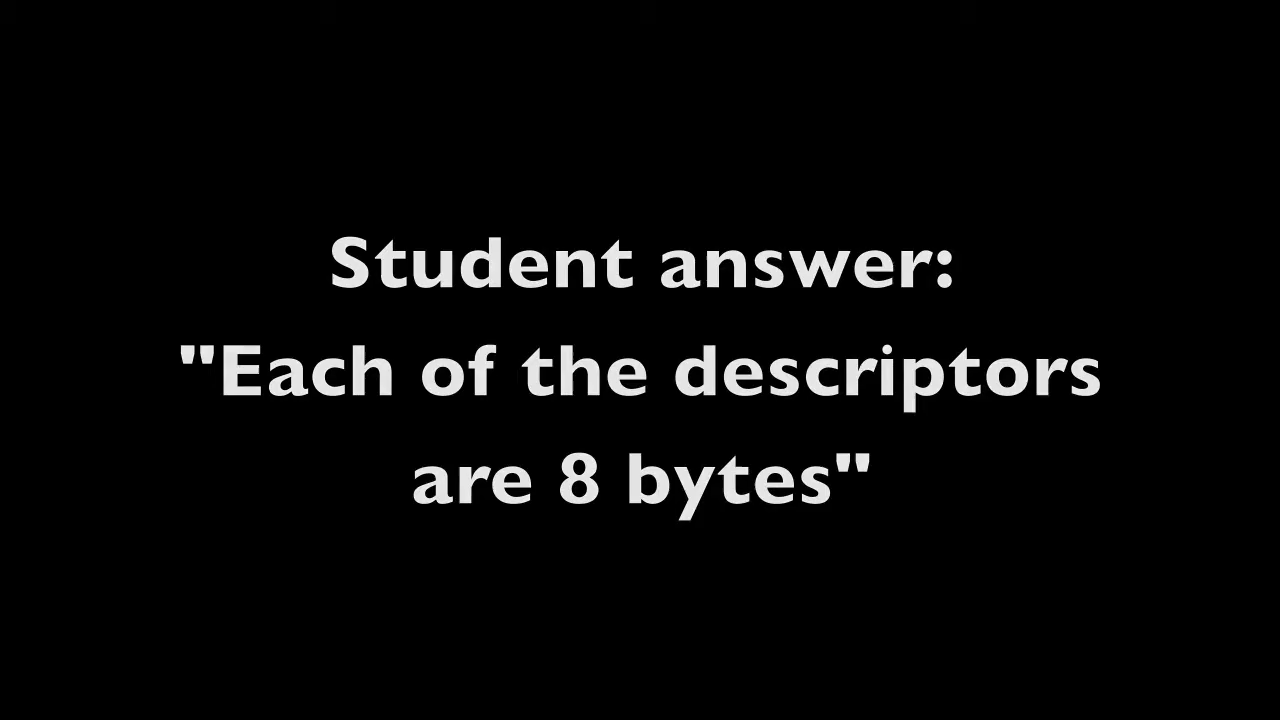 Student answer:
"Each of the descriptors
are 8 bytes"